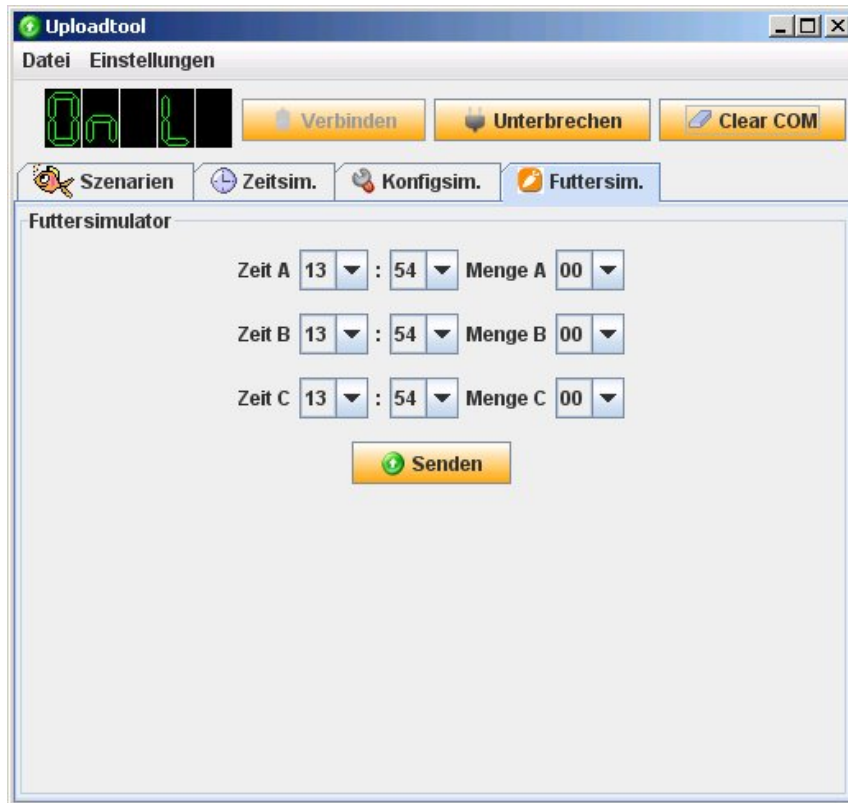 Uploadtool
Datei Einstellungen
On L Verbinden Unterbrechen Clear COM
Szenarien Zeitsim. Konfigsim. Futtersim.
Futtersimulator
Zeit A 13 : 54 Menge A 00
Zeit B 13 : 54 Menge B 00
Zeit C 13 : 54 Menge C 00
Senden